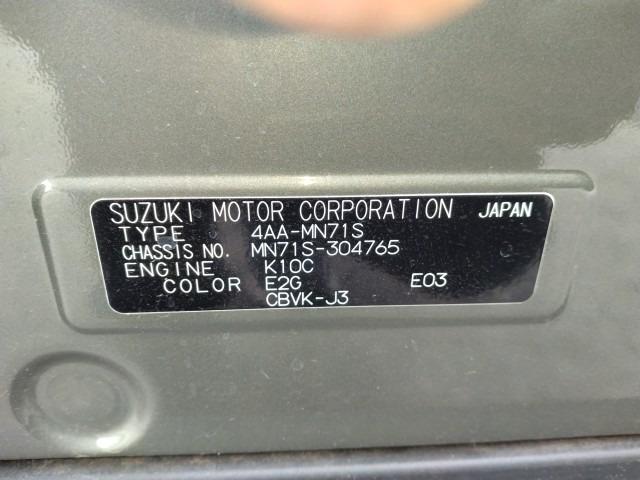 SUZUKI MOTOR CORPORATION JAPAN
TYPE 4AA-MN71S
CHASSIS NO. MN71S-304765
ENGINE K10C
COLOR E2G E03
CBVK-J3